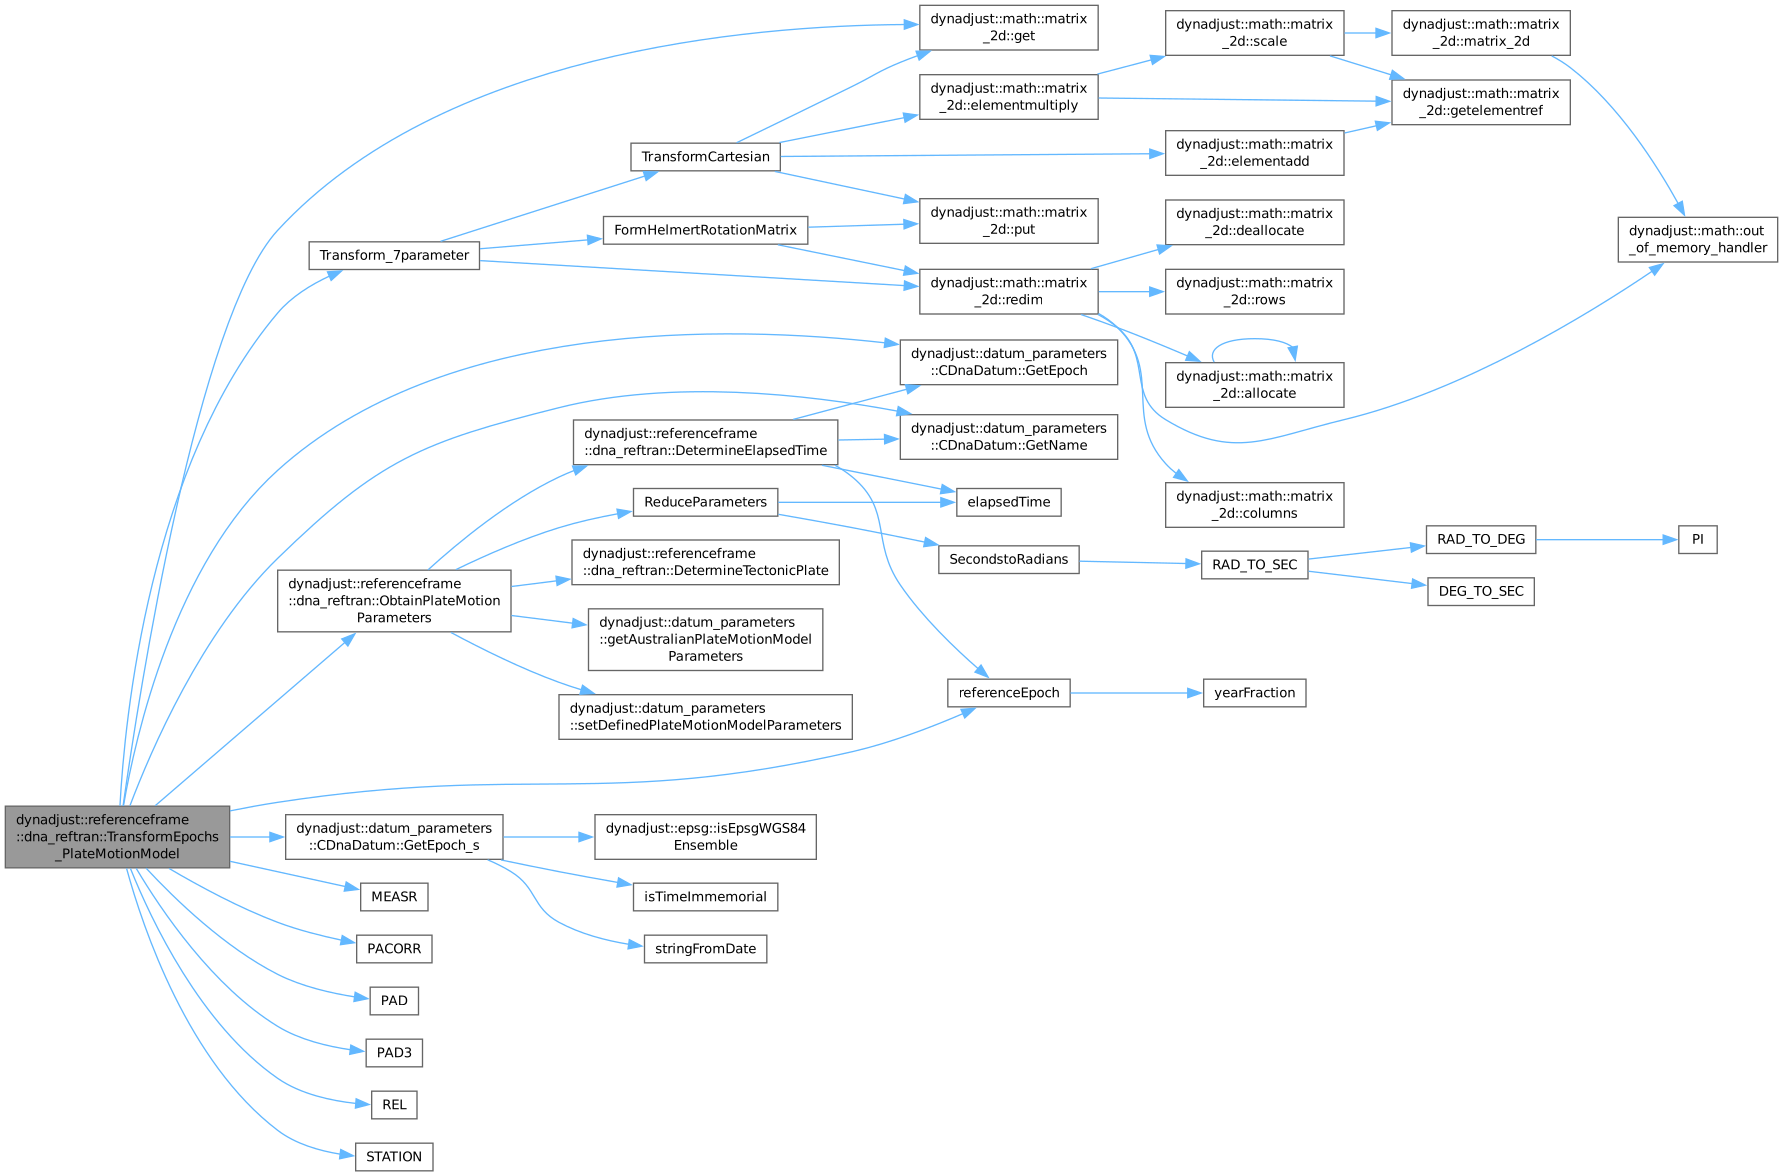 dynadjust::referenceframe
::dna_reftran::TransformEpochs
_PlateMotionModel
Transform_7parameter
dynadjust::referenceframe
::dna_reftran::ObtainPlateMotion
Parameters
dynadjust::datum_parameters
::CDnaDatum::GetEpoch_s
MEASR
PACORR
PAD
PAD3
REL
STATION
TransformCartesian
FormHelmertRotationMatrix
dynadjust::referenceframe
::dna_reftran::DetermineElapsedTime
ReduceParameters
dynadjust::referenceframe
::dna_reftran::DetermineTectonicPlate
dynadjust::datum_parameters
::getAustralianPlateMotionModel
Parameters
dynadjust::datum_parameters
::setDefinedPlateMotionModelParameters
dynadjust::epsg::isEpsgWGS84
Ensemble
isTimeImmemorial
stringFromDate
dynadjust::math::matrix
_2d::get
dynadjust::math::matrix
_2d::elementmultiply
dynadjust::math::matrix
_2d::put
dynadjust::math::matrix
_2d::redim
dynadjust::datum_parameters
::CDnaDatum::GetEpoch
dynadjust::datum_parameters
::CDnaDatum::GetName
elapsedTime
SecondstoRadians
referenceEpoch
dynadjust::math::matrix
_2d::scale
dynadjust::math::matrix
_2d::elementadd
dynadjust::math::matrix
_2d::deallocate
dynadjust::math::matrix
_2d::rows
dynadjust::math::matrix
_2d::allocate
dynadjust::math::matrix
_2d::columns
RAD_TO_SEC
yearFraction
dynadjust::math::matrix
_2d::matrix_2d
dynadjust::math::matrix
_2d::getelementref
RAD_TO_DEG
DEG_TO_SEC
dynadjust::math::out
_of_memory_handler
PI